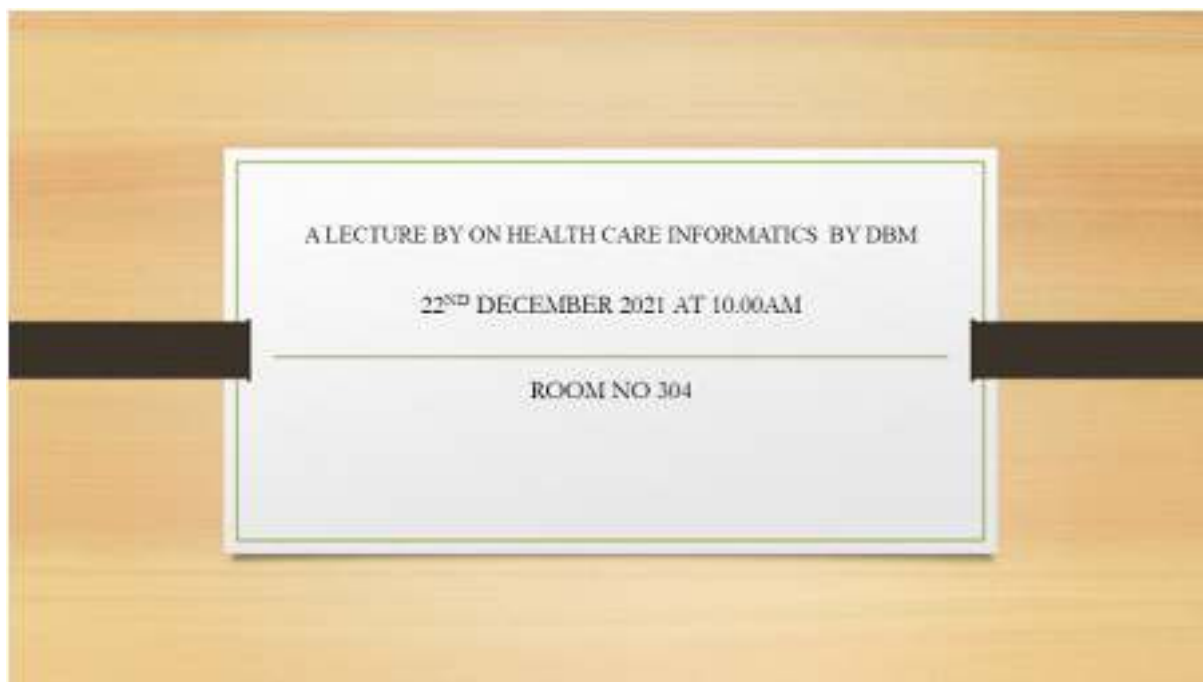 A LECTURE BY ON HEALTH CARE INFORMATICS BY DBM
22ND DECEMBER 2021 AT 10.00AM
ROOM NO 304